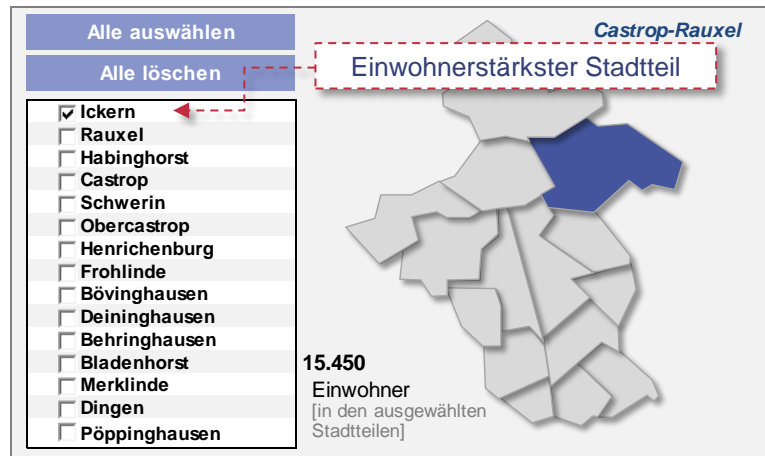 Alle auswählen
Castrop-Rauxel
Alle löschen
Einwohnerstärkster Stadtteil
Ickern
Rauxel
Habinghorst
Castrop
Schwerin
Obercastrop
Henrichenburg
Frohlinde
Bövinghausen
Deininghausen
Behringhausen
Bladenhorst
Merklinde
Dingen
Pöppinghausen
15.450
Einwohner
[in den ausgewählten
Stadtteilen]